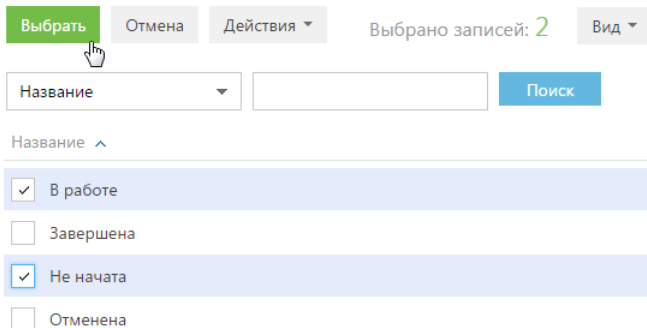 Выбрать Отмена Действия Выбрано записей: 2 Вид
Название Поиск
Название
В работе
Завершена
Не начата
Отменена